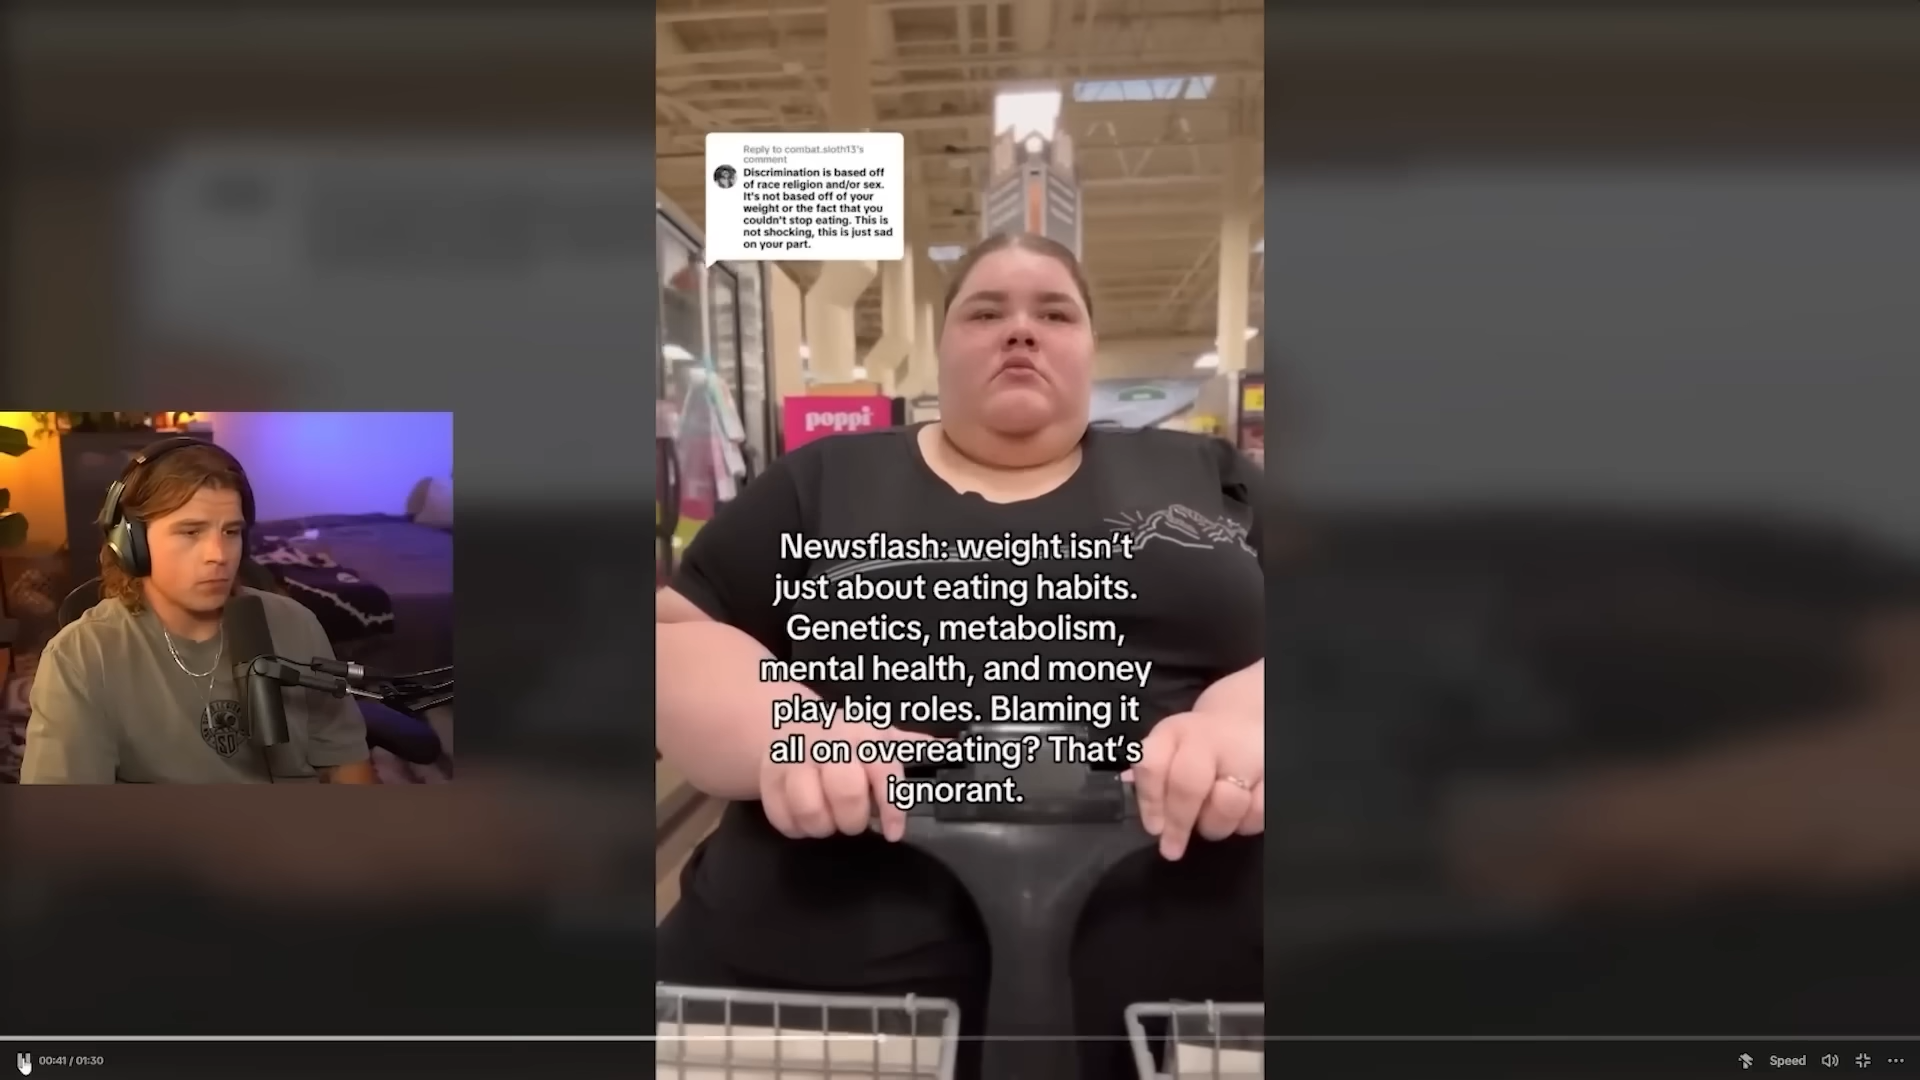 Reply to combat.sloth13's
comment
Discrimination is based off
of race religion and/or sex.
It's not based off of your
weight or the fact that you
couldn't stop eating. This is
not shocking, this is just sad
on your part.
poppi
Newsflash: weight isn't
just about eating habits.
Genetics, metabolism,
mental health, and money
play big roles. Blaming it
all on overeating? That's
ignorant.
SD
00:41 / 01:30
Speed